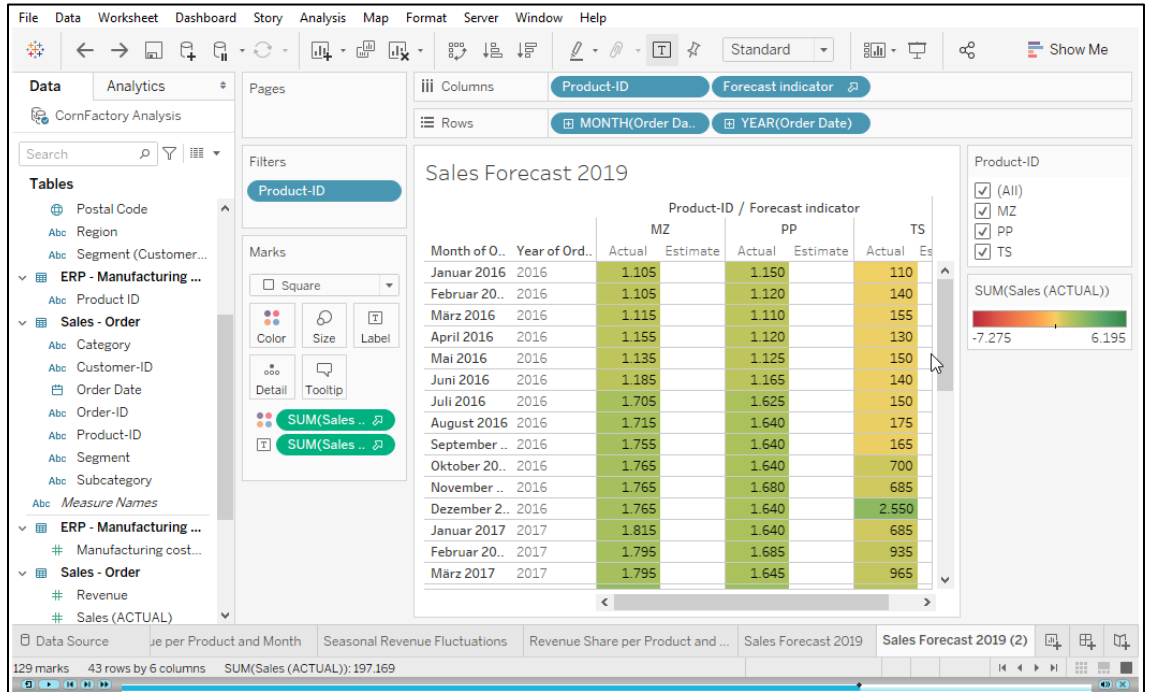 File Data Worksheet Dashboard Story Analysis Map Format Server Window Help
Standard
Show Me
Data Analytics
CornFactory Analysis
Search
Tables
Postal Code
Abc Region
Abc Segment (Customer...
ERP - Manufacturing ...
Abc Product ID
Sales - Order
Abc Category
Abc Customer-ID
Order Date
Abc Order-ID
Abc Product-ID
Abc Segment
Abc Subcategory
Abc Measure Names
ERP - Manufacturing ...
# Manufacturing cost...
Sales - Order
# Revenue
# Sales (ACTUAL)
Pages
Filters
Product-ID
Marks
Square
Color Size Label
Detail Tooltip
SUM(Sales ..
SUM(Sales ..
Columns Product-ID Forecast indicator
Rows MONTH(Order Da.. YEAR(Order Date)
Sales Forecast 2019
Product-ID / Forecast indicator
MZ PP TS
Month of O.. Year of Ord.. Actual Estimate Actual Estimate Actual Es
Januar 2016 2016 1.105 1.150 110
Februar 20.. 2016 1.105 1.120 140
März 2016 2016 1.115 1.110 155
April 2016 2016 1.155 1.120 130
Mai 2016 2016 1.135 1.125 150
Juni 2016 2016 1.185 1.165 140
Juli 2016 2016 1.705 1.625 150
August 2016 2016 1.715 1.640 175
September .. 2016 1.755 1.640 165
Oktober 20.. 2016 1.765 1.640 700
November .. 2016 1.765 1.680 685
Dezember 2.. 2016 1.765 1.640 2.550
Januar 2017 2017 1.815 1.640 685
Februar 20.. 2017 1.795 1.685 935
März 2017 2017 1.795 1.645 965
Product-ID
(All)
MZ
PP
TS
SUM(Sales (ACTUAL))
-7.275 6.195
Data Source ue per Product and Month Seasonal Revenue Fluctuations Revenue Share per Product and ... Sales Forecast 2019 Sales Forecast 2019 (2)
129 marks 43 rows by 6 columns SUM(Sales (ACTUAL)): 197.169